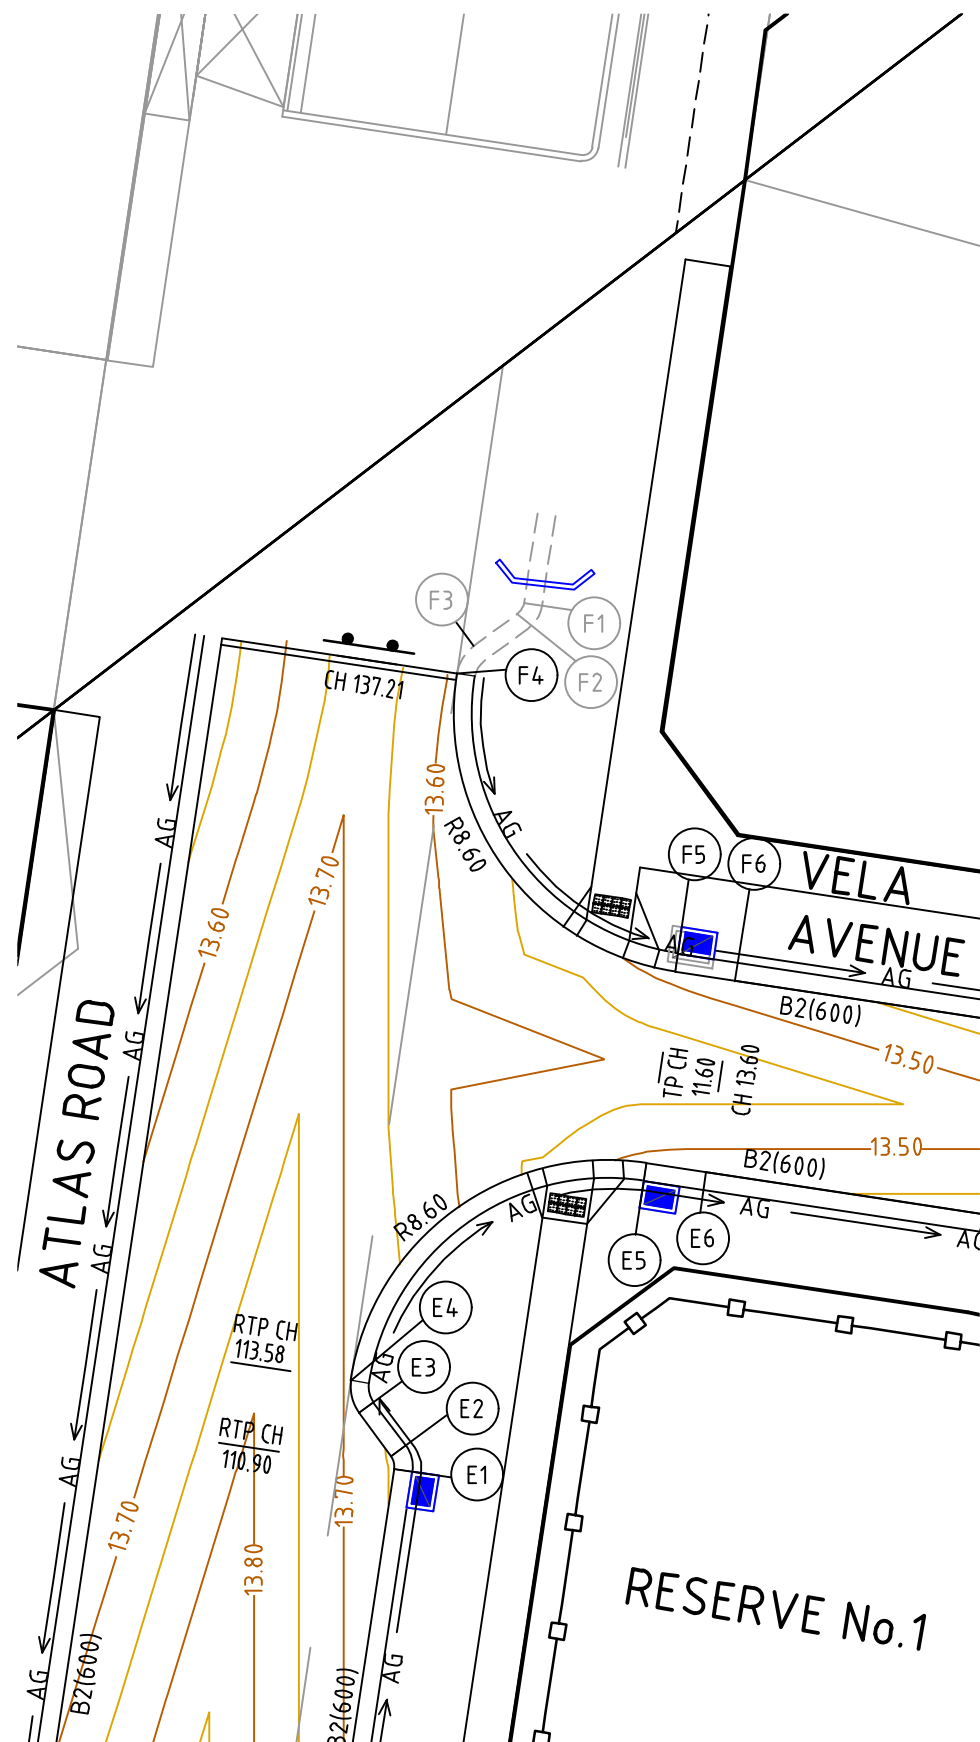 F3
F1
F4
F2
CH 137.21
13.60
AG
AG
R8.60
F5
F6
VELA
13.70
13.60
AVENUE
AG
AG
B2(600)
ATLAS ROAD
AG
TP CH
11.60
CH 13.60
13.50
13.50
B2(600)
R8.60
AG
AG
AG
AG
E6
E5
E4
RTP CH
113.58
E3
AG
E2
RTP CH
110.90
AG
E1
13.70
13.70
13.80
RESERVE No.1
AG
AG
B2(600)
B2(600)